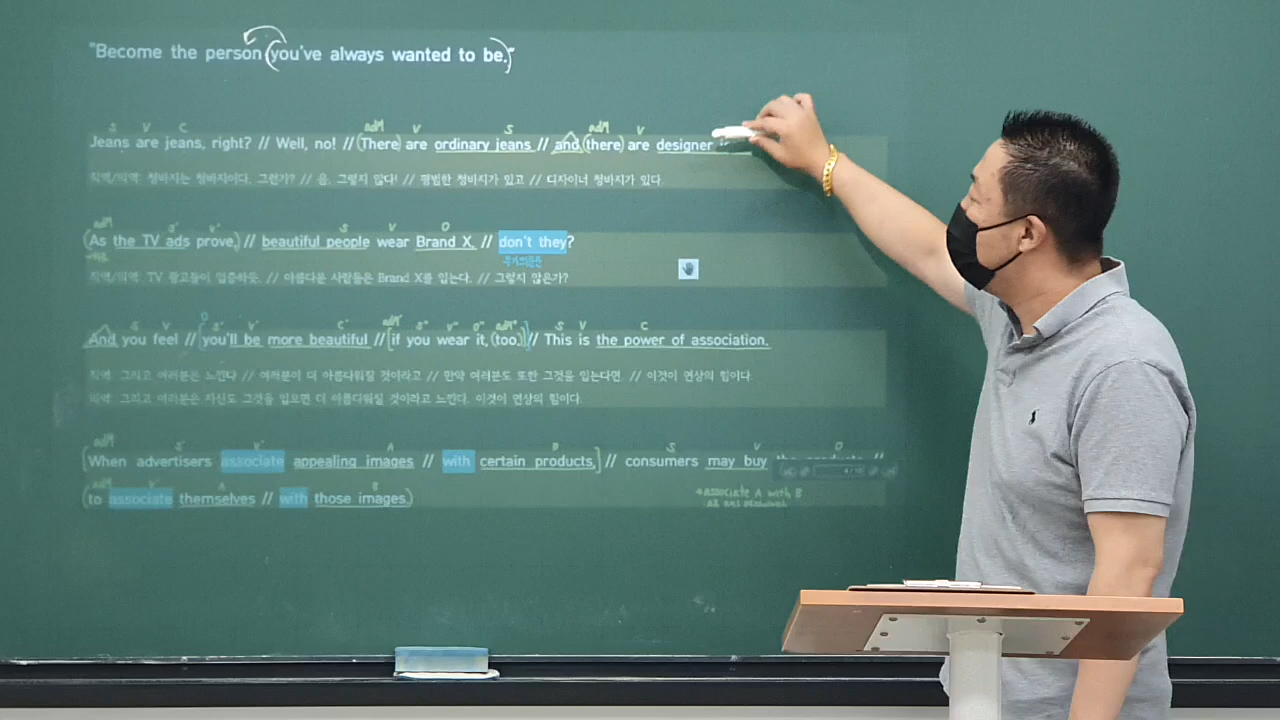 "Become the person (you've always wanted to be.)"
S V C adM V S adM V
Jeans are jeans, right? // Well, no! // (There) are ordinary jeans // and (there) are designer
직역/의역: 청바지는 청바지이다. 그런가? // 음, 그렇지 않다! // 평범한 청바지가 있고 // 디자이너 청바지가 있다.
adM S' V' S V O
(As the TV ads prove,) // beautiful people wear Brand X, // don't they?
부가의문문
직역/의역: TV 광고들이 입증하듯, // 아름다운 사람들은 Brand X를 입는다, // 그렇지 않은가?
S V O S' V' C' adM S" V" O" adM" S V C
And you feel // [you'll be more beautiful // [if you wear it, (too.)]] // This is the power of association.
직역: 그리고 여러분은 느낀다 // 여러분이 더 아름다워질 것이라고 // 만약 여러분도 또한 그것을 입는다면. // 이것이 연상의 힘이다.
의역: 그리고 여러분은 자신도 그것을 입으면 더 아름다워질 것이라고 느낀다. 이것이 연상의 힘이다.
adM S' V' A B S V O
(When advertisers associate appealing images // with certain products,) // consumers may buy //
adM V' A B
(to associate themselves // with those images.)
*associate A with B